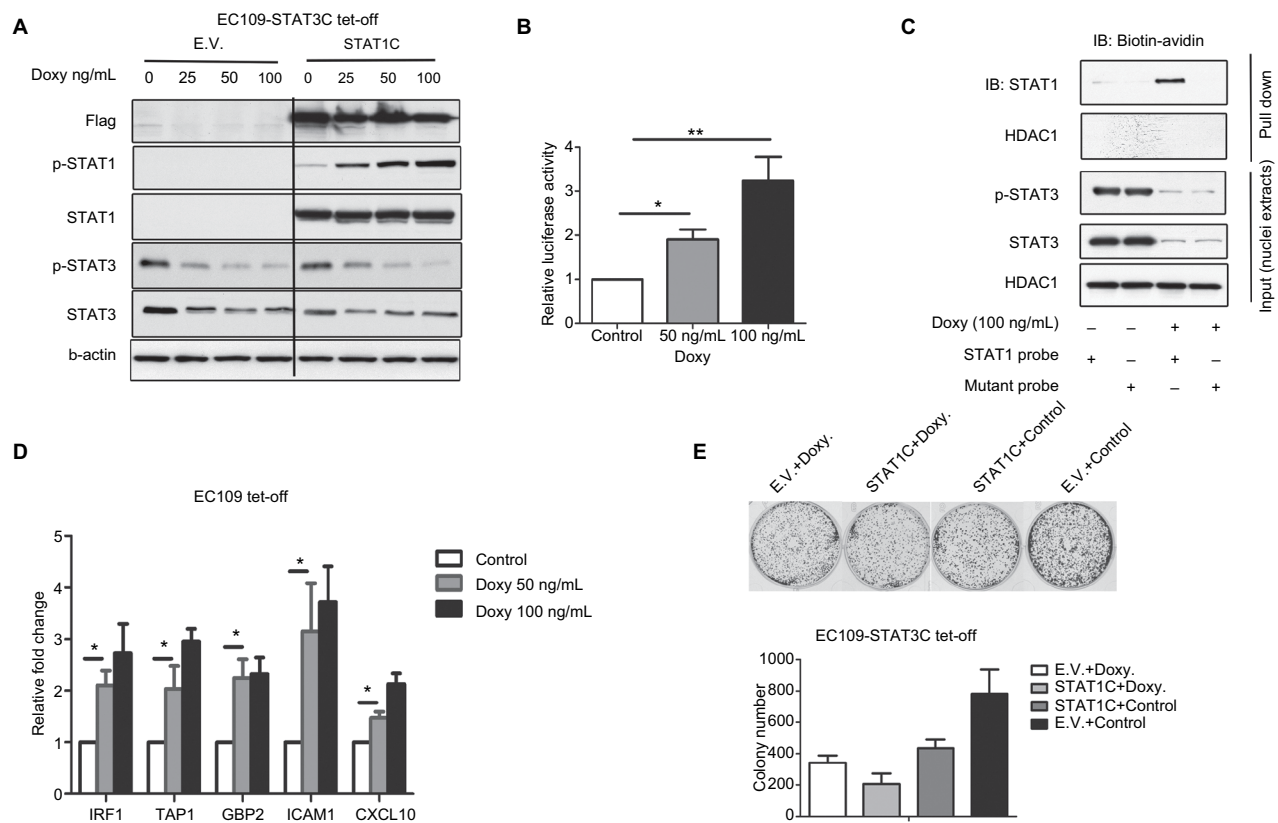 A
EC109-STAT3C tet-off
E.V. STAT1C
Doxy ng/mL 0 25 50 100 0 25 50 100
Flag
p-STAT1
STAT1
p-STAT3
STAT3
b-actin
B
Relative luciferase activity
4
3
2
1
0
**
*
Control 50 ng/mL 100 ng/mL
Doxy
C
IB: Biotin-avidin
IB: STAT1
HDAC1
p-STAT3
STAT3
HDAC1
Pull down
Input (nuclei extracts)
Doxy (100 ng/mL) – – + +
STAT1 probe + – + –
Mutant probe + – +
D
EC109 tet-off
Relative fold change
5
4
3
2
1
0
* * * * *
IRF1 TAP1 GBP2 ICAM1 CXCL10
Control
Doxy 50 ng/mL
Doxy 100 ng/mL
E
E.V.+Doxy. STAT1C+Doxy. STAT1C+Control E.V.+Control
EC109-STAT3C tet-off
Colony number
1000
800
600
400
200
0
E.V.+Doxy.
STAT1C+Doxy.
STAT1C+Control
E.V.+Control